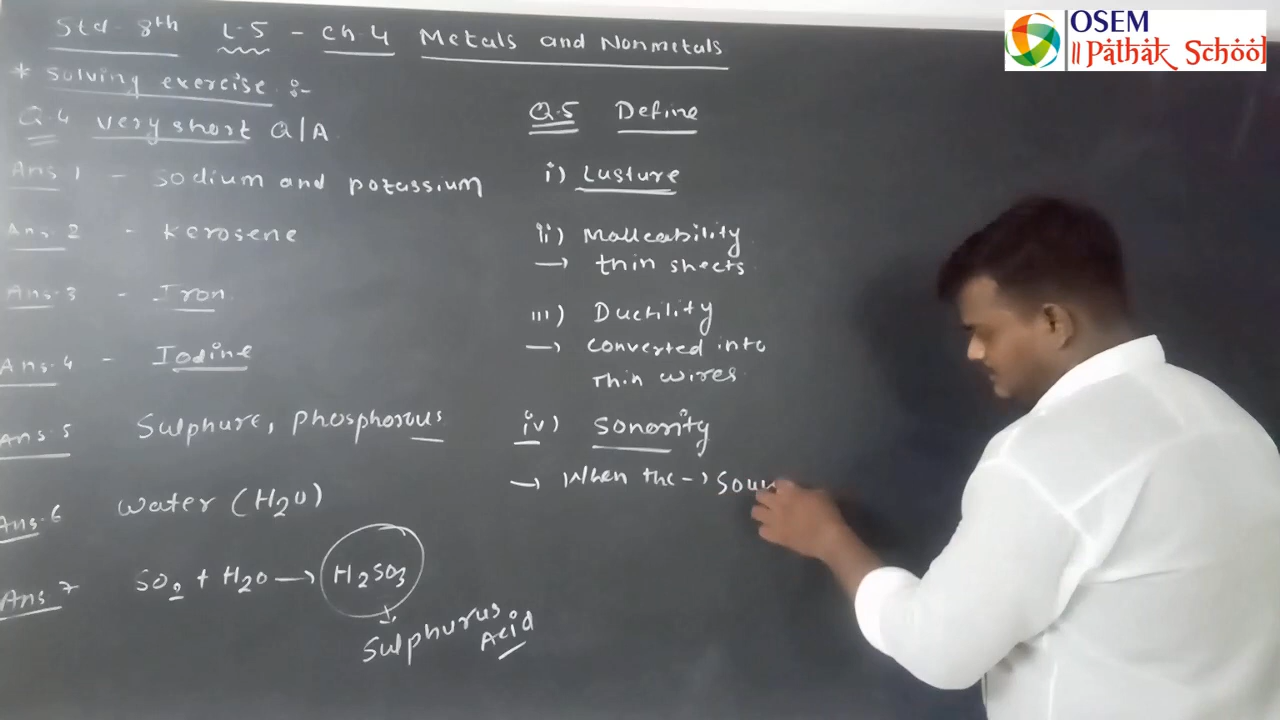 Std- 8th L-5 - Ch 4 Metals and Nonmetals
* Solving exercise :-
Q.4 very short Q/A
Ans 1 - Sodium and potassium
Ans. 2 - Kerosene
Ans. 3 - Iron
Ans. 4 - Iodine
Ans. 5 Sulphure, phosphorous
Ans. 6 Water (H2O)
Ans. 7 SO2 + H2O → H2SO3
Sulphurus
Acid
Q.5 Define
i) Lusture
ii) Malleability
→ thin sheets
iii) Ductility
→ converted into
thin wires
iv) Sonority
→ When the -
OSEM
|| Pathak School